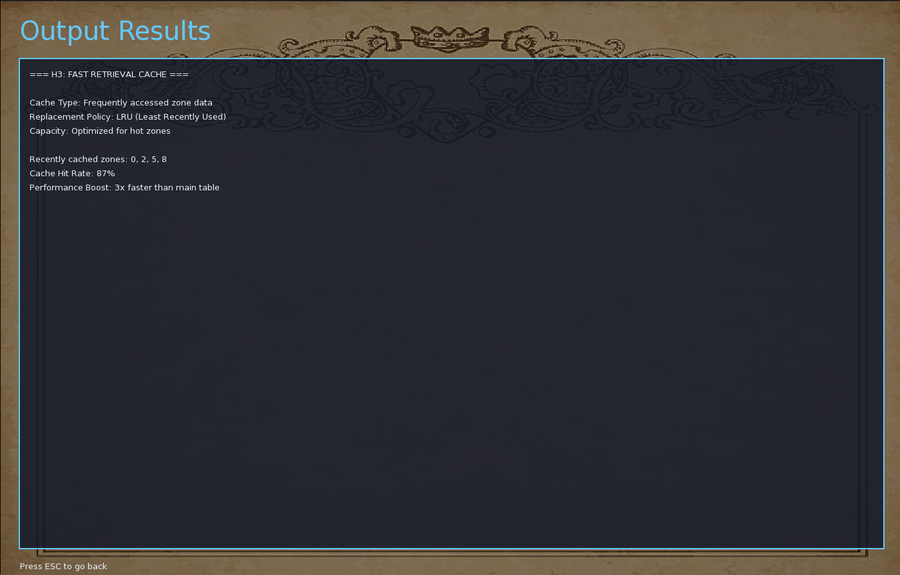 Output Results
=== H3: FAST RETRIEVAL CACHE ===
Cache Type: Frequently accessed zone data
Replacement Policy: LRU (Least Recently Used)
Capacity: Optimized for hot zones
Recently cached zones: 0, 2, 5, 8
Cache Hit Rate: 87%
Performance Boost: 3x faster than main table
Press ESC to go back